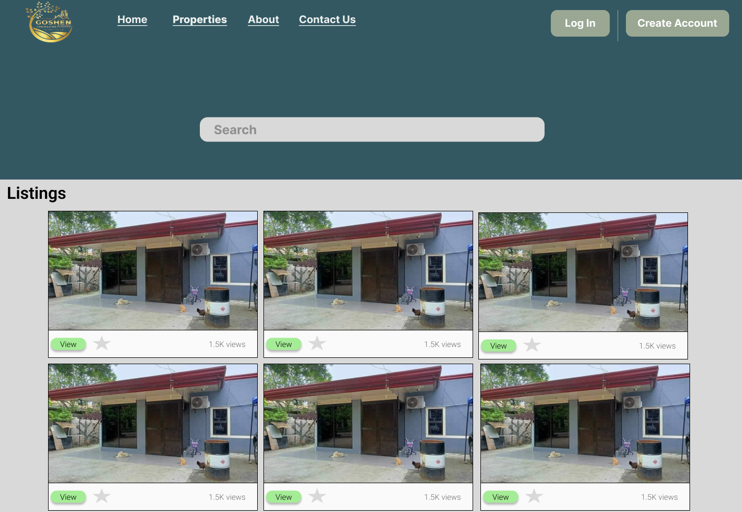 GOSHEN
Home Properties About Contact Us Log In Create Account
Search
Listings
View 1.5K views View 1.5K views View 1.5K views
View 1.5K views View 1.5K views View 1.5K views